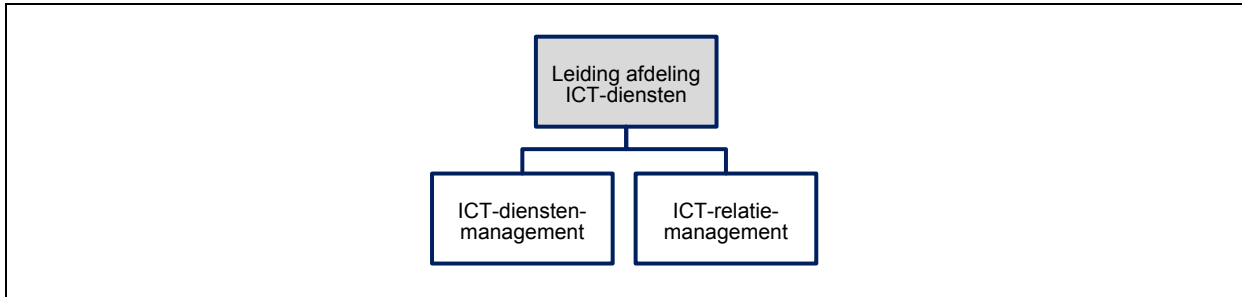 Leiding afdeling
ICT-diensten
ICT-diensten-
management
ICT-relatie-
management